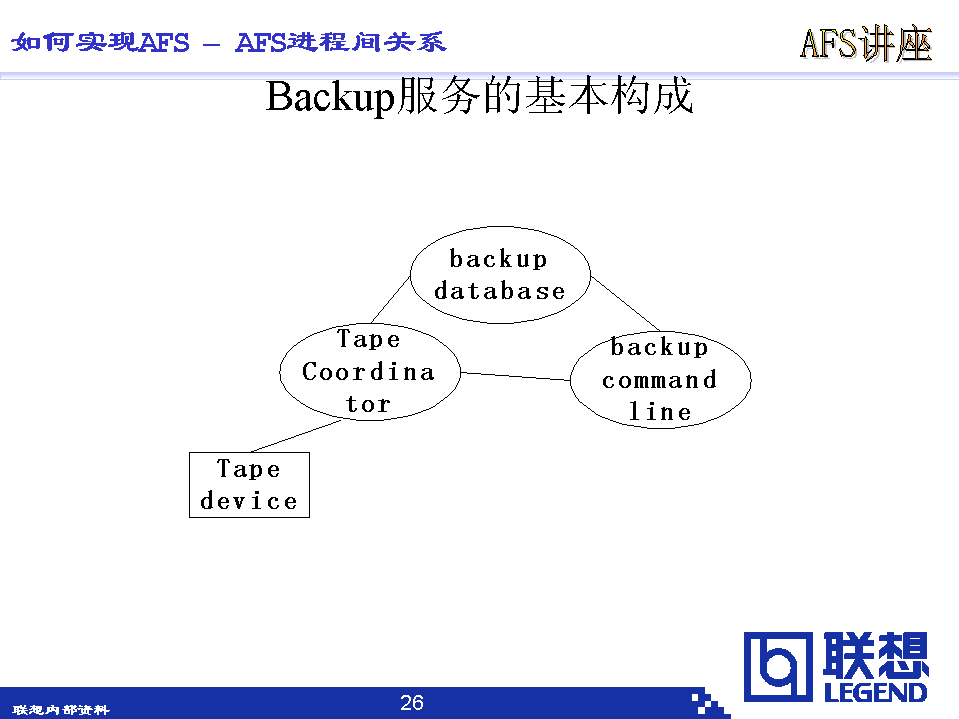 如何实现AFS – AFS进程间关系
AFS讲座
Backup服务的基本构成
backup
database
Tape
Coordina
tor
backup
command
line
Tape
device
联想
LEGEND
联想内部资料
26